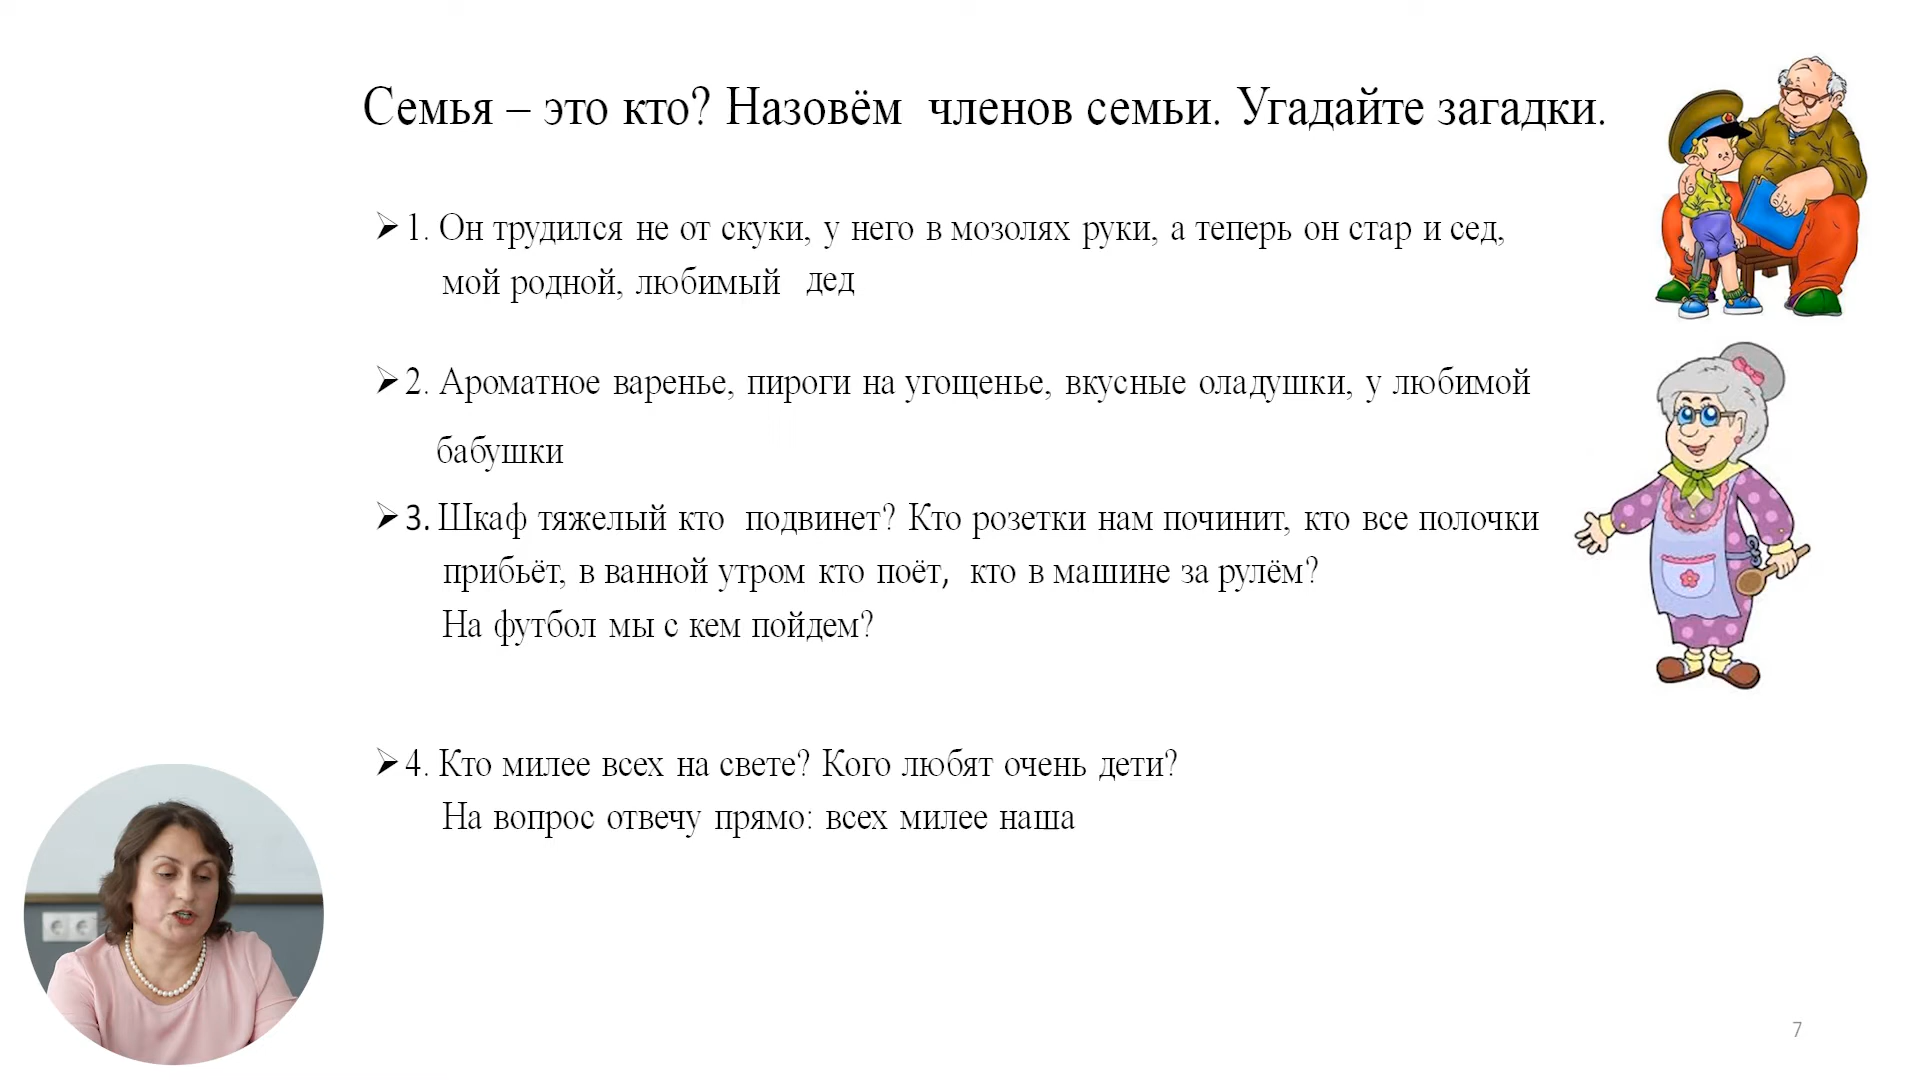 Семья – это кто? Назовём членов семьи. Угадайте загадки.
➢ 1. Он трудился не от скуки, у него в мозолях руки, а теперь он стар и сед,
мой родной, любимый дед
➢ 2. Ароматное варенье, пироги на угощенье, вкусные оладушки, у любимой
бабушки
➢ 3. Шкаф тяжелый кто подвинет? Кто розетки нам починит, кто все полочки
прибьёт, в ванной утром кто поёт, кто в машине за рулём?
На футбол мы с кем пойдем?
➢ 4. Кто милее всех на свете? Кого любят очень дети?
На вопрос отвечу прямо: всех милее наша
7